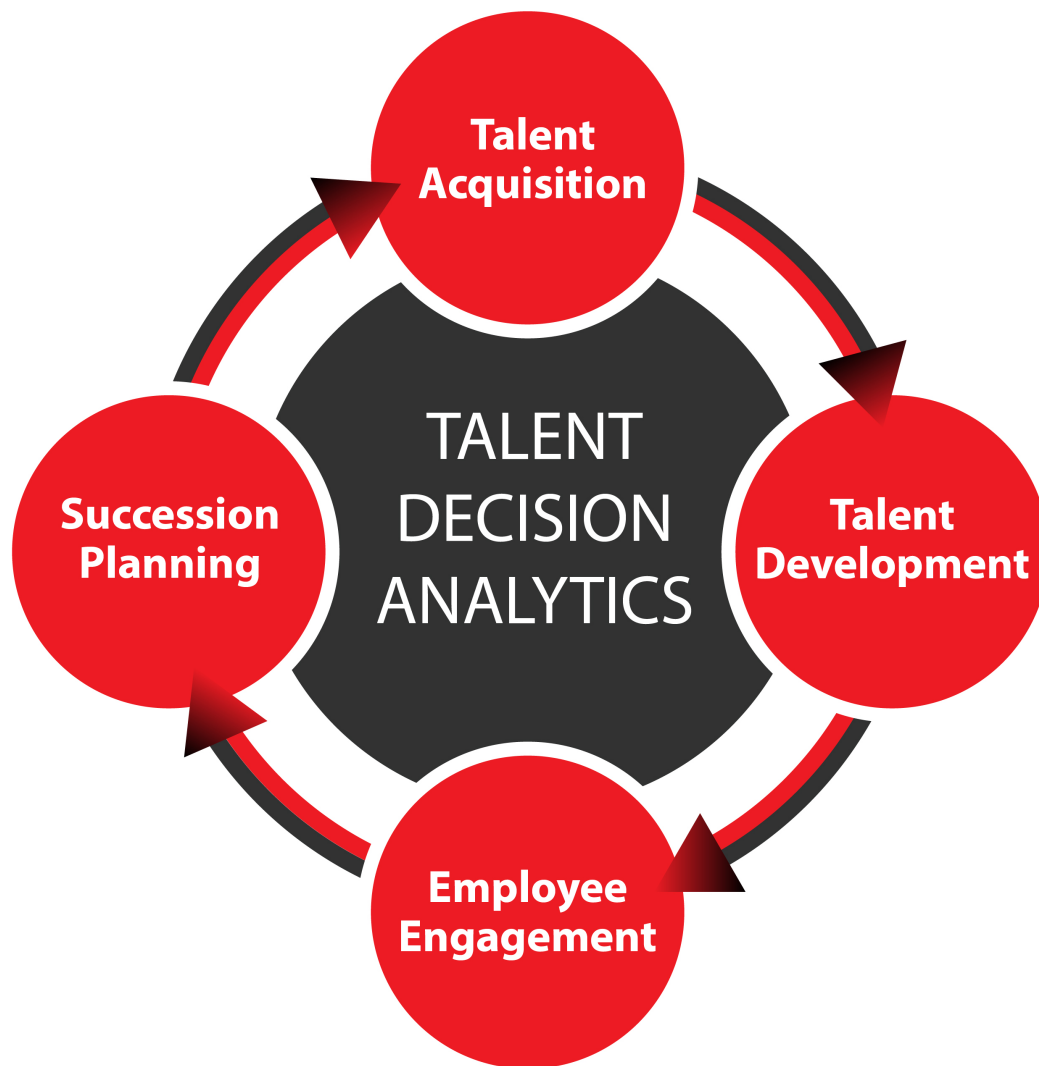 Talent
Acquisition
TALENT
DECISION
ANALYTICS
Succession
Planning
Talent
Development
Employee
Engagement